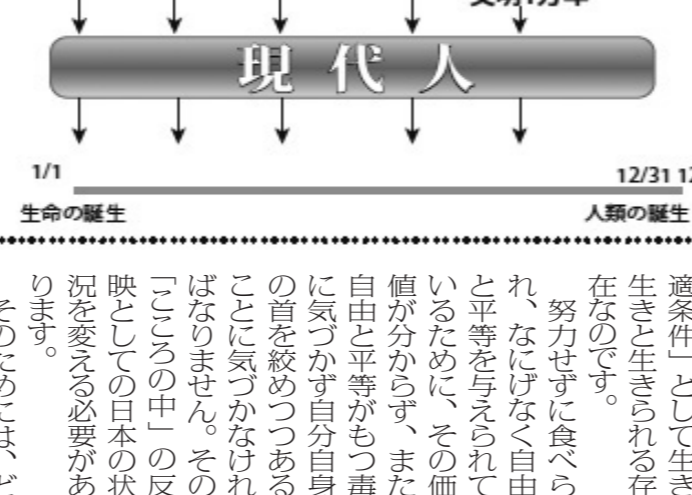 現代人
1/1
12/31
生命の誕生
人類の誕生
適条件」として生き
生きと生きられる存
在なのです。
努力せずに食べら
れ、なにげなく自由
と平等を与えられて
いるために、その価
値が分からず、また
自由と平等がもつ毒
に気づかず自分自身
の首を絞めつつある
ことに気づかなけれ
ばなりません。その
「こころの中」の反
映としての日本の状
況を変える必要があ
ります。
そのためには、ど